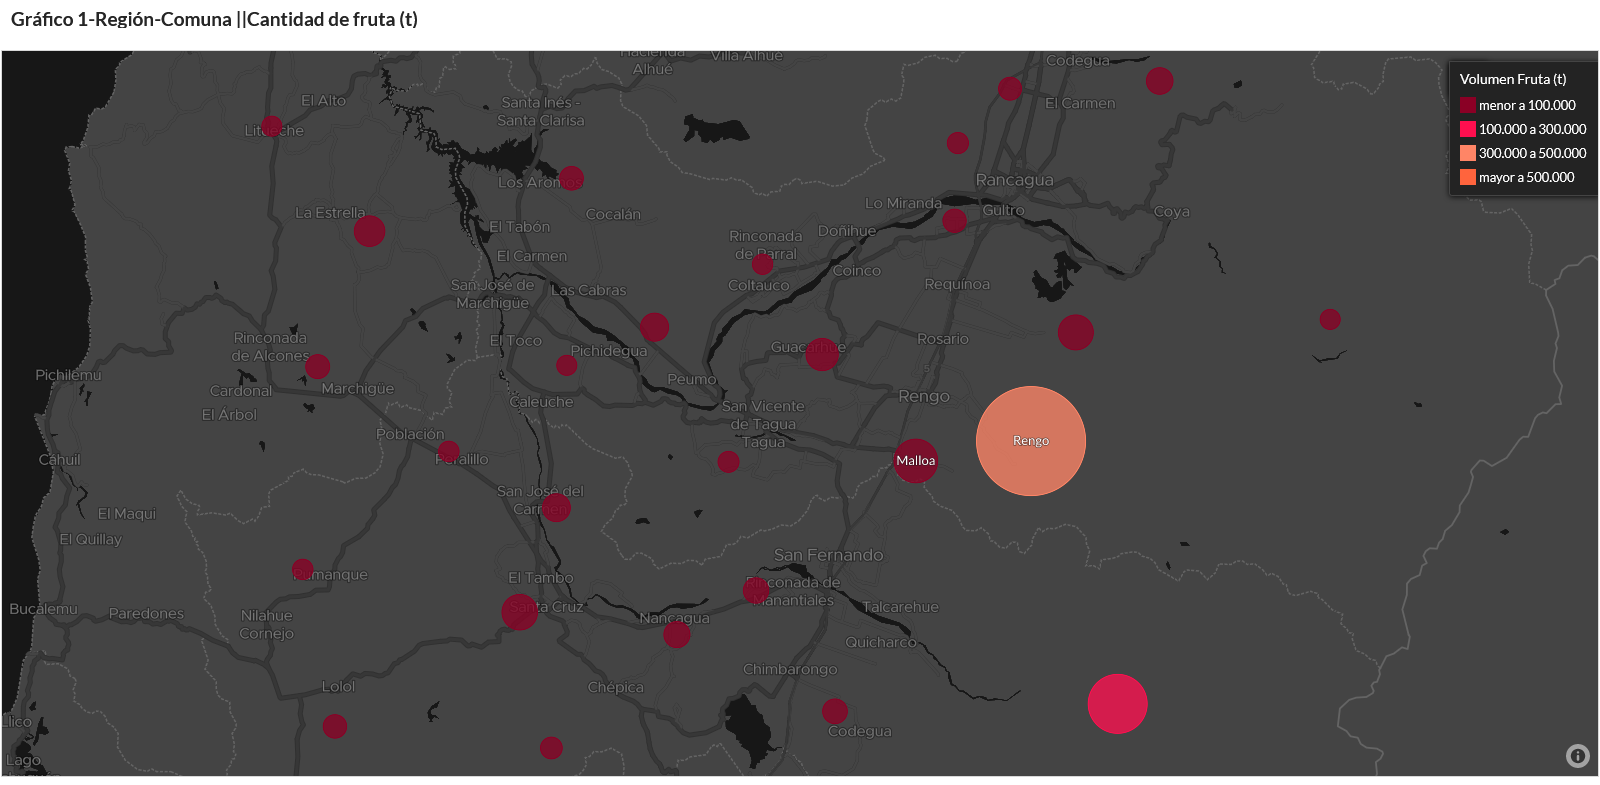 Gráfico 1-Región-Comuna ||Cantidad de fruta (t)
Hacienda
Alhué
Villa Alhué
Codegua
Volumen Fruta (t)
menor a 100.000
100.000 a 300.000
300.000 a 500.000
mayor a 500.000
El Alto
Santa Inés -
Santa Clarisa
El Carmen
Litueche
Los Aromos
Rancagua
La Estrella
Cocalán
Lo Miranda
Gultro
Coya
El Tabón
Rinconada
de Parral
Doñihue
El Carmen
Coinco
San José de
Marchigüe
Las Cabras
Coltauco
Requínoa
Rinconada
de Alcones
El Toco
Pichidegua
Guacarhue
Rosario
5
Pichilemu
Cardonal
Marchigüe
Peumo
Rengo
El Árbol
Caleuche
San Vicente
de Tagua
Tagua
Población
Rengo
Cáhuil
Peralillo
Malloa
San José del
Carmen
El Maqui
El Quillay
San Fernando
Pumanque
El Tambo
Rinconada de
Manantiales
Bucalemu
Paredones
Nilahue
Cornejo
Santa Cruz
Nancagua
Talcarehue
Quicharco
Chimbarongo
Lolol
Chépica
Llico
Codegua
Lago